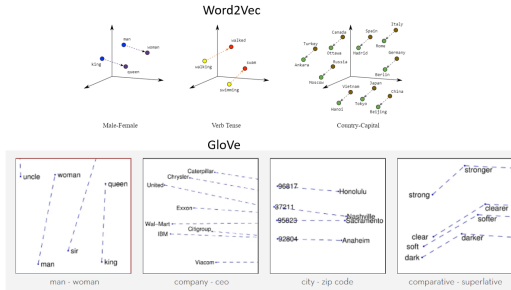 Word2Vec
man
woman
king
queen
Male-Female
walked
swam
walking
swimming
Verb Tense
Italy
Canada
Spain
Turkey
Rome
Ottawa
Madrid
Germany
Ankara
Russia
Berlin
Moscow
Vietnam
Japan
China
Hanoi
Tokyo
Beijing
Country-Capital
GloVe
uncle
woman
queen
sir
man
king
man - woman
Caterpillar
Chrysler
United
Exxon
Wal-Mart
IBM
Citigroup
Viacom
company - ceo
96817
Honolulu
37211
Nashville
95823
Sacramento
92804
Anaheim
city - zip code
stronger
strong
clearer
softer
clear
soft
darker
dark
comparative - superlative